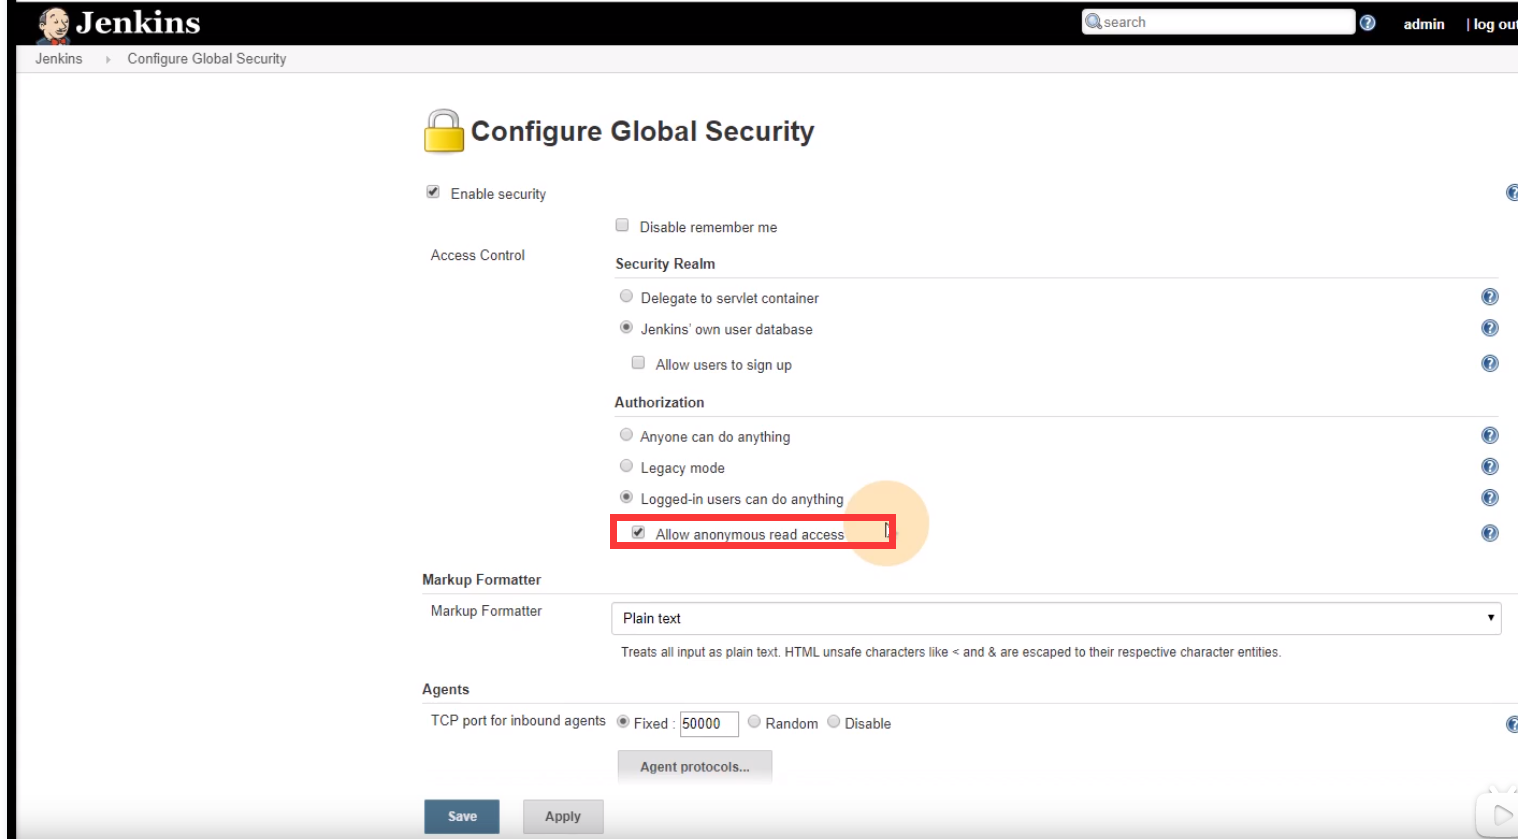 Jenkins
search
admin
| log out
Jenkins
Configure Global Security
Configure Global Security
Enable security
Disable remember me
Access Control
Security Realm
Delegate to servlet container
Jenkins' own user database
Allow users to sign up
Authorization
Anyone can do anything
Legacy mode
Logged-in users can do anything
Allow anonymous read access
Markup Formatter
Markup Formatter
Plain text
Treats all input as plain text. HTML unsafe characters like < and & are escaped to their respective character entities.
Agents
TCP port for inbound agents Fixed : 50000 Random Disable
Agent protocols...
Save
Apply